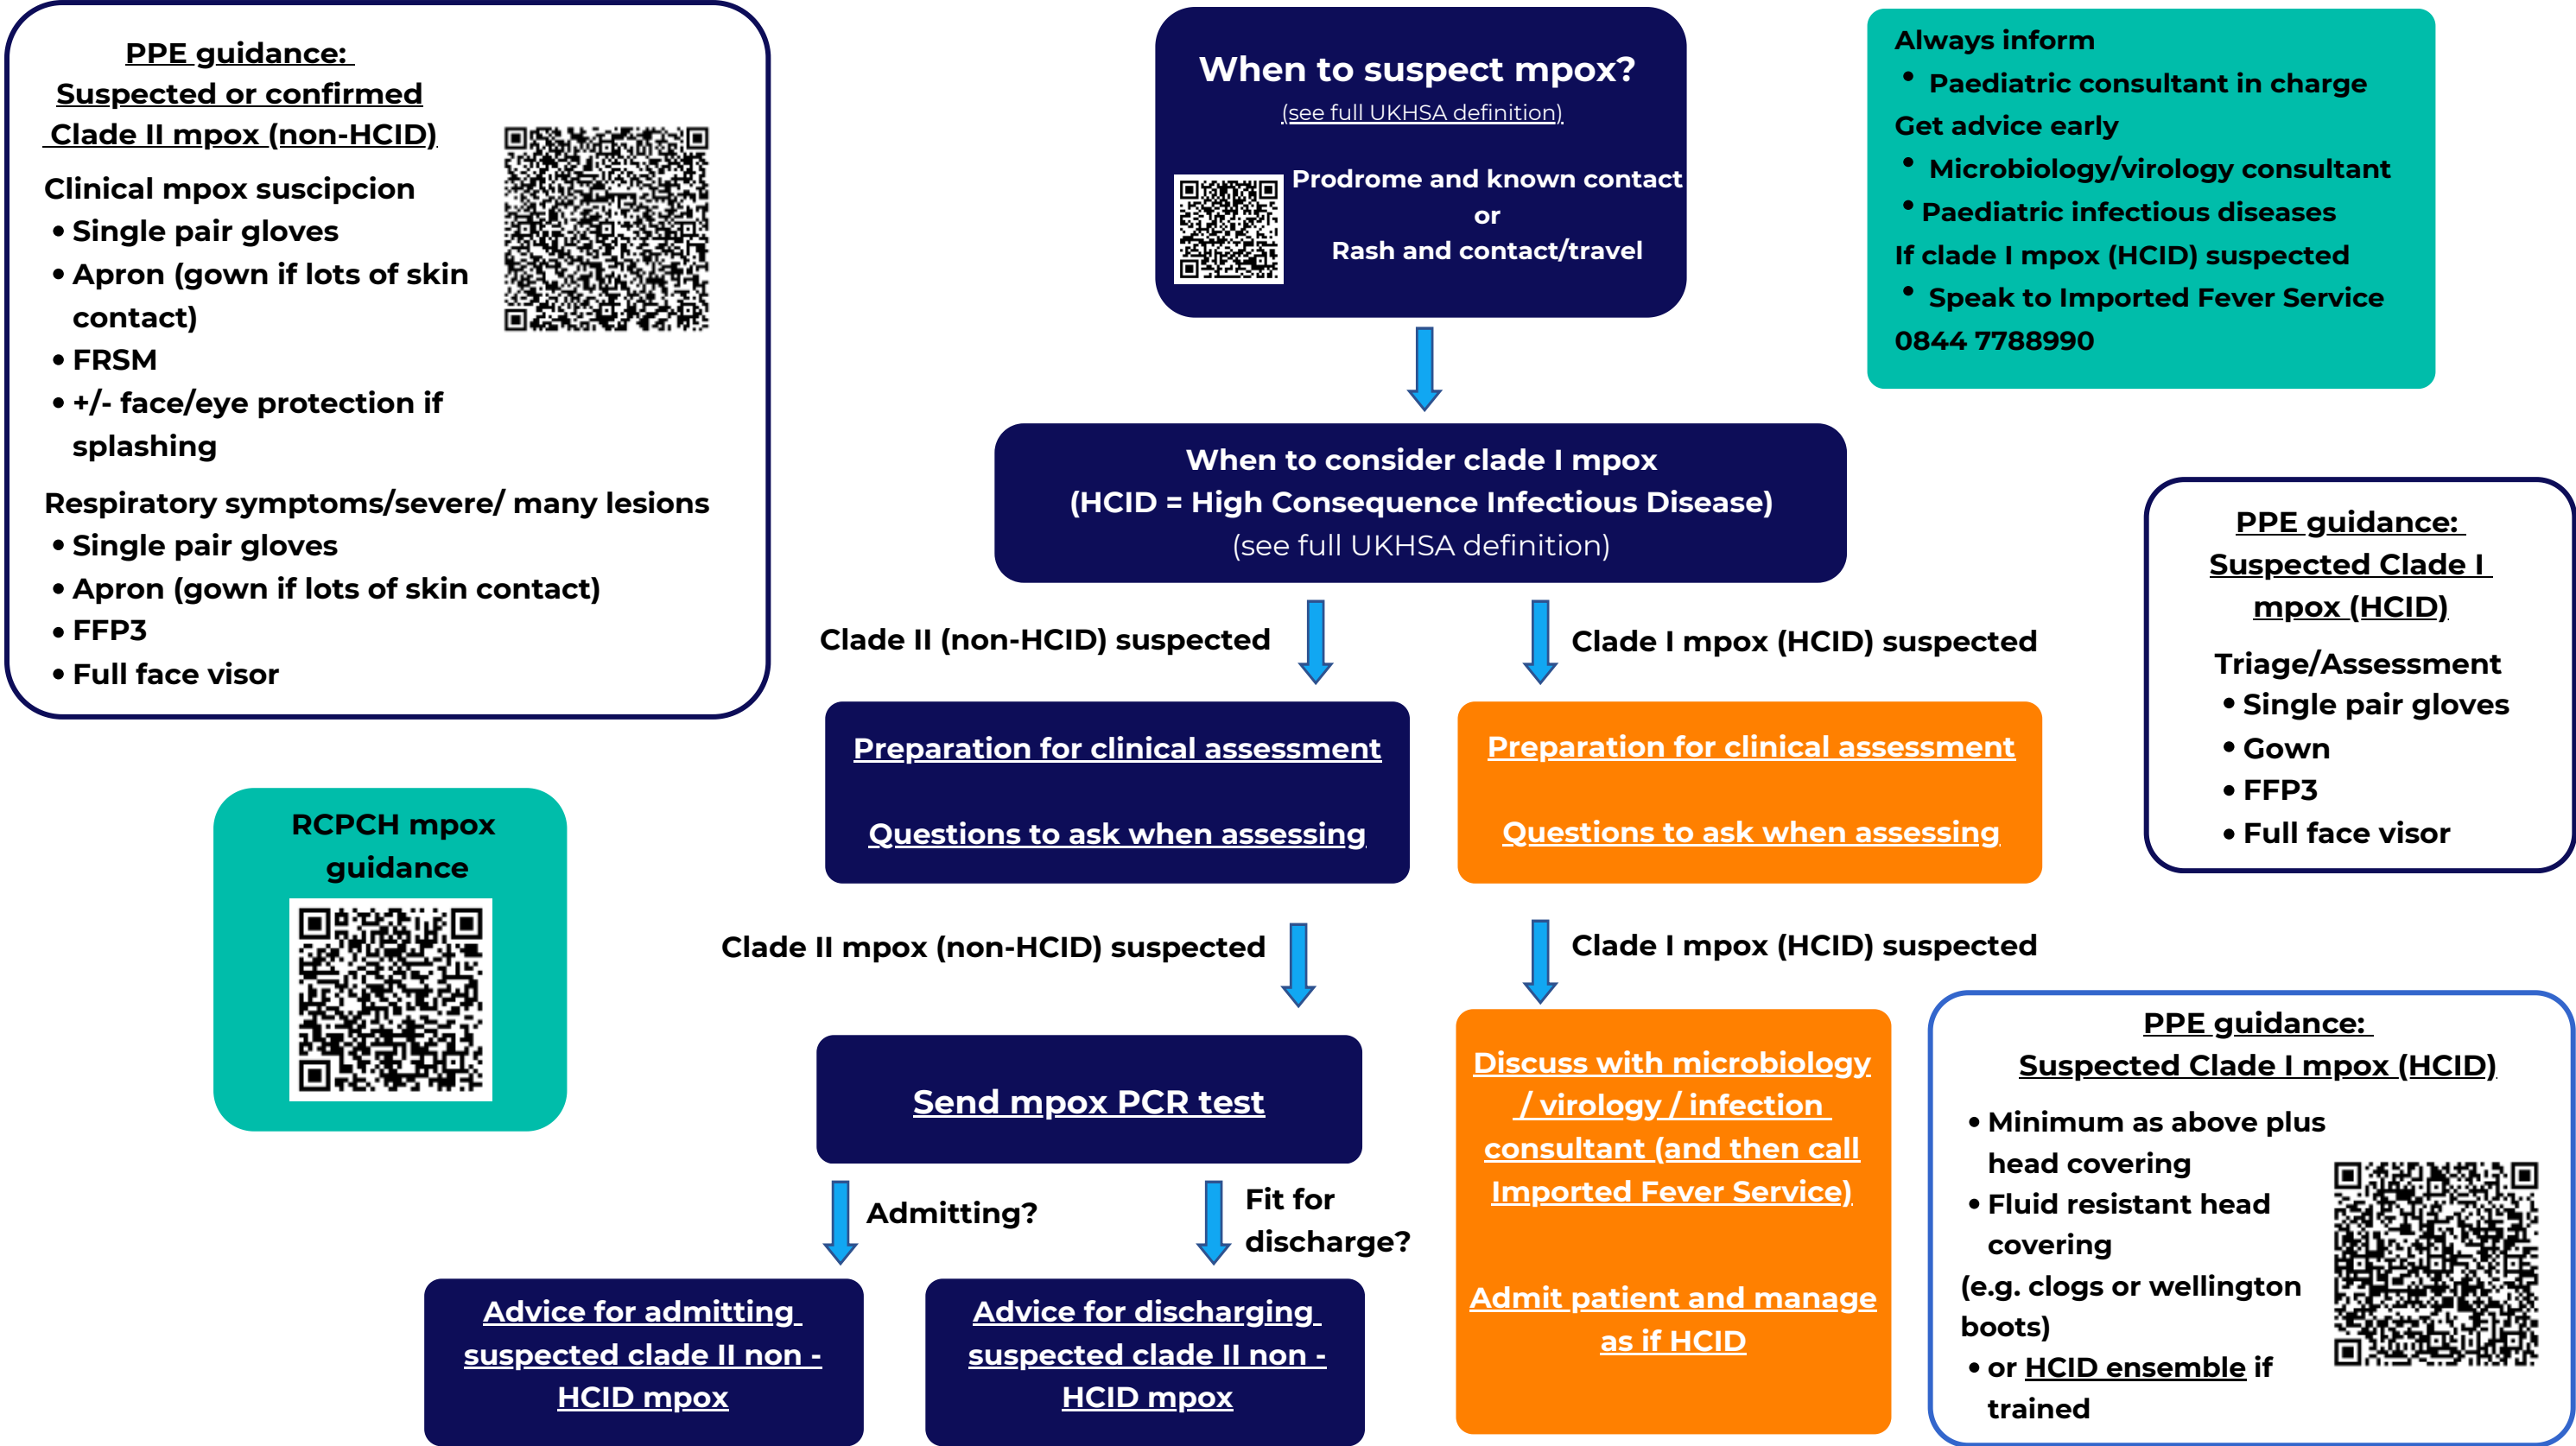 PPE guidance:
Suspected or confirmed
Clade II mpox (non-HCID)
Clinical mpox suscipcion
• Single pair gloves
• Apron (gown if lots of skin
contact)
• FRSM
• +/- face/eye protection if
splashing
Respiratory symptoms/severe/ many lesions
• Single pair gloves
• Apron (gown if lots of skin contact)
• FFP3
• Full face visor
When to suspect mpox?
(see full UKHSA definition)
Prodrome and known contact
or
Rash and contact/travel
Always inform
• Paediatric consultant in charge
Get advice early
• Microbiology/virology consultant
• Paediatric infectious diseases
If clade I mpox (HCID) suspected
• Speak to Imported Fever Service
0844 7788990
When to consider clade I mpox
(HCID = High Consequence Infectious Disease)
(see full UKHSA definition)
Clade II (non-HCID) suspected
Clade I mpox (HCID) suspected
PPE guidance:
Suspected Clade I
mpox (HCID)
Triage/Assessment
• Single pair gloves
• Gown
• FFP3
• Full face visor
Preparation for clinical assessment
Questions to ask when assessing
Preparation for clinical assessment
Questions to ask when assessing
RCPCH mpox
guidance
Clade II mpox (non-HCID) suspected
Clade I mpox (HCID) suspected
Send mpox PCR test
Discuss with microbiology
/ virology / infection
consultant (and then call
Imported Fever Service)
Admit patient and manage
as if HCID
PPE guidance:
Suspected Clade I mpox (HCID)
• Minimum as above plus
head covering
• Fluid resistant head
covering
(e.g. clogs or wellington
boots)
• or HCID ensemble if
trained
Admitting?
Fit for
discharge?
Advice for admitting
suspected clade II non -
HCID mpox
Advice for discharging
suspected clade II non -
HCID mpox